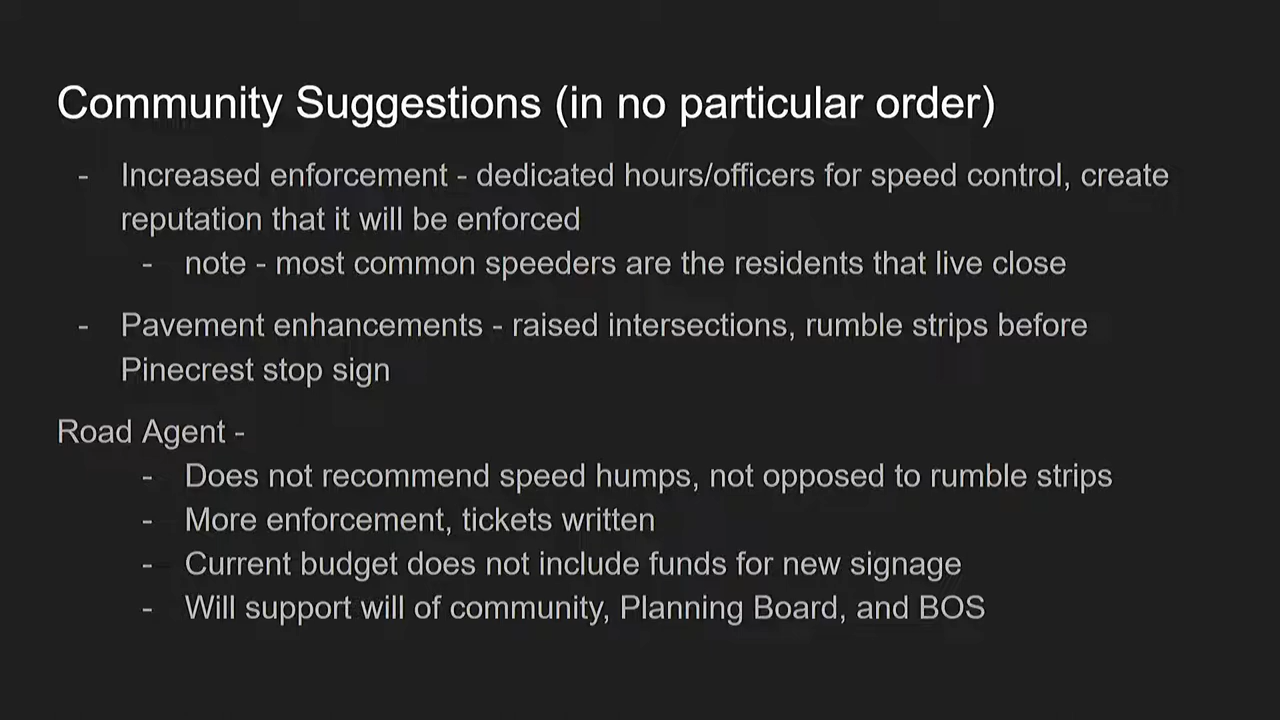 Community Suggestions (in no particular order)
- Increased enforcement - dedicated hours/officers for speed control, create
reputation that it will be enforced
- note - most common speeders are the residents that live close
- Pavement enhancements - raised intersections, rumble strips before
Pinecrest stop sign
Road Agent -
- Does not recommend speed humps, not opposed to rumble strips
- More enforcement, tickets written
- Current budget does not include funds for new signage
- Will support will of community, Planning Board, and BOS